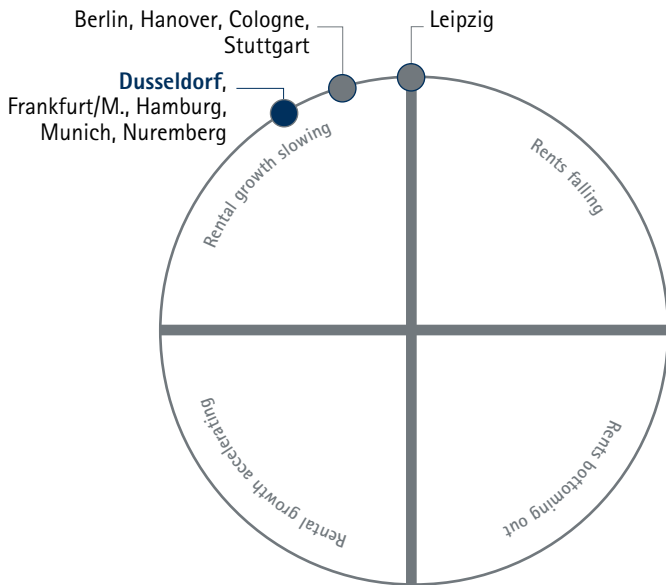 Berlin, Hanover, Cologne,
Stuttgart
Leipzig
Dusseldorf,
Frankfurt/M., Hamburg,
Munich, Nuremberg
Rental growth slowing
Rents falling
Rental growth accelerating
Rents bottoming out